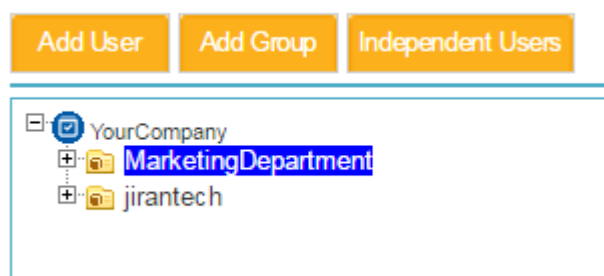 Add User Add Group Independent Users
YourCompany
MarketingDepartment
jirantech